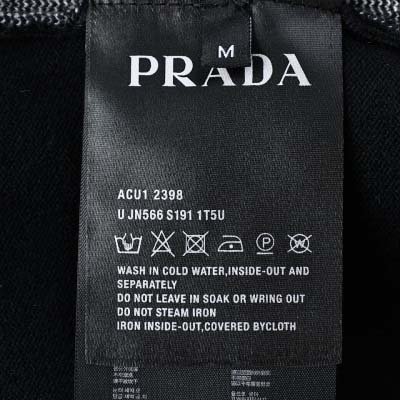 M
PRADA
ACU1 2398
U JN566 S191 1T5U
WASH IN COLD WATER,INSIDE-OUT AND
SEPARATELY
DO NOT LEAVE IN SOAK OR WRING OUT
DO NOT STEAM IRON
IRON INSIDE-OUT,COVERED BYCLOTH